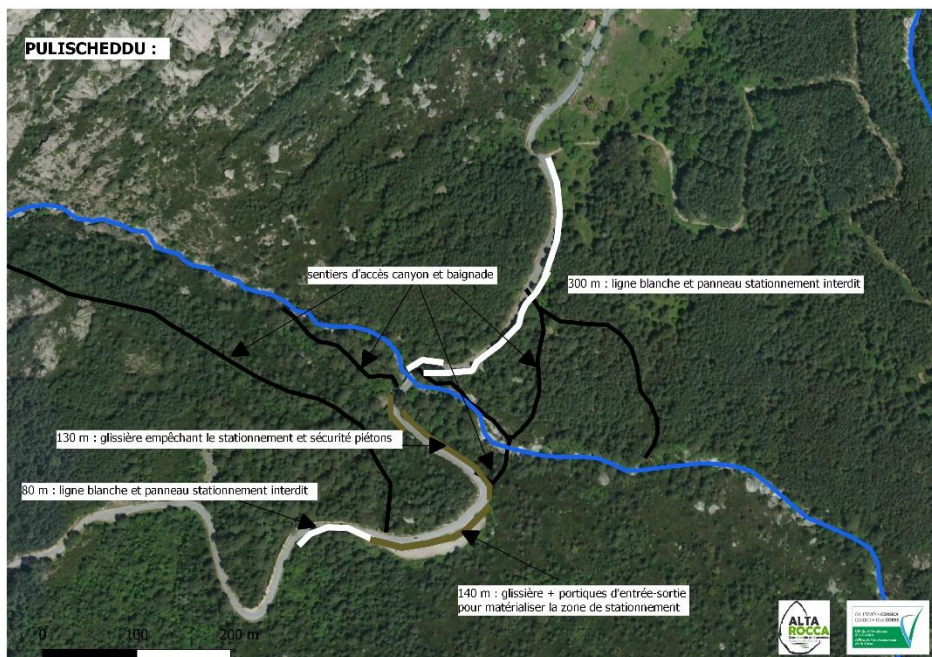 PULISCHEDDU :
sentiers d'accès canyon et baignade
300 m : ligne blanche et panneau stationnement interdit
130 m : glissière empêchant le stationnement et sécurité piétons
80 m : ligne blanche et panneau stationnement interdit
140 m : glissière + portiques d'entrée-sortie
pour matérialiser la zone de stationnement
0 100 200 m
ALTA
ROCCA